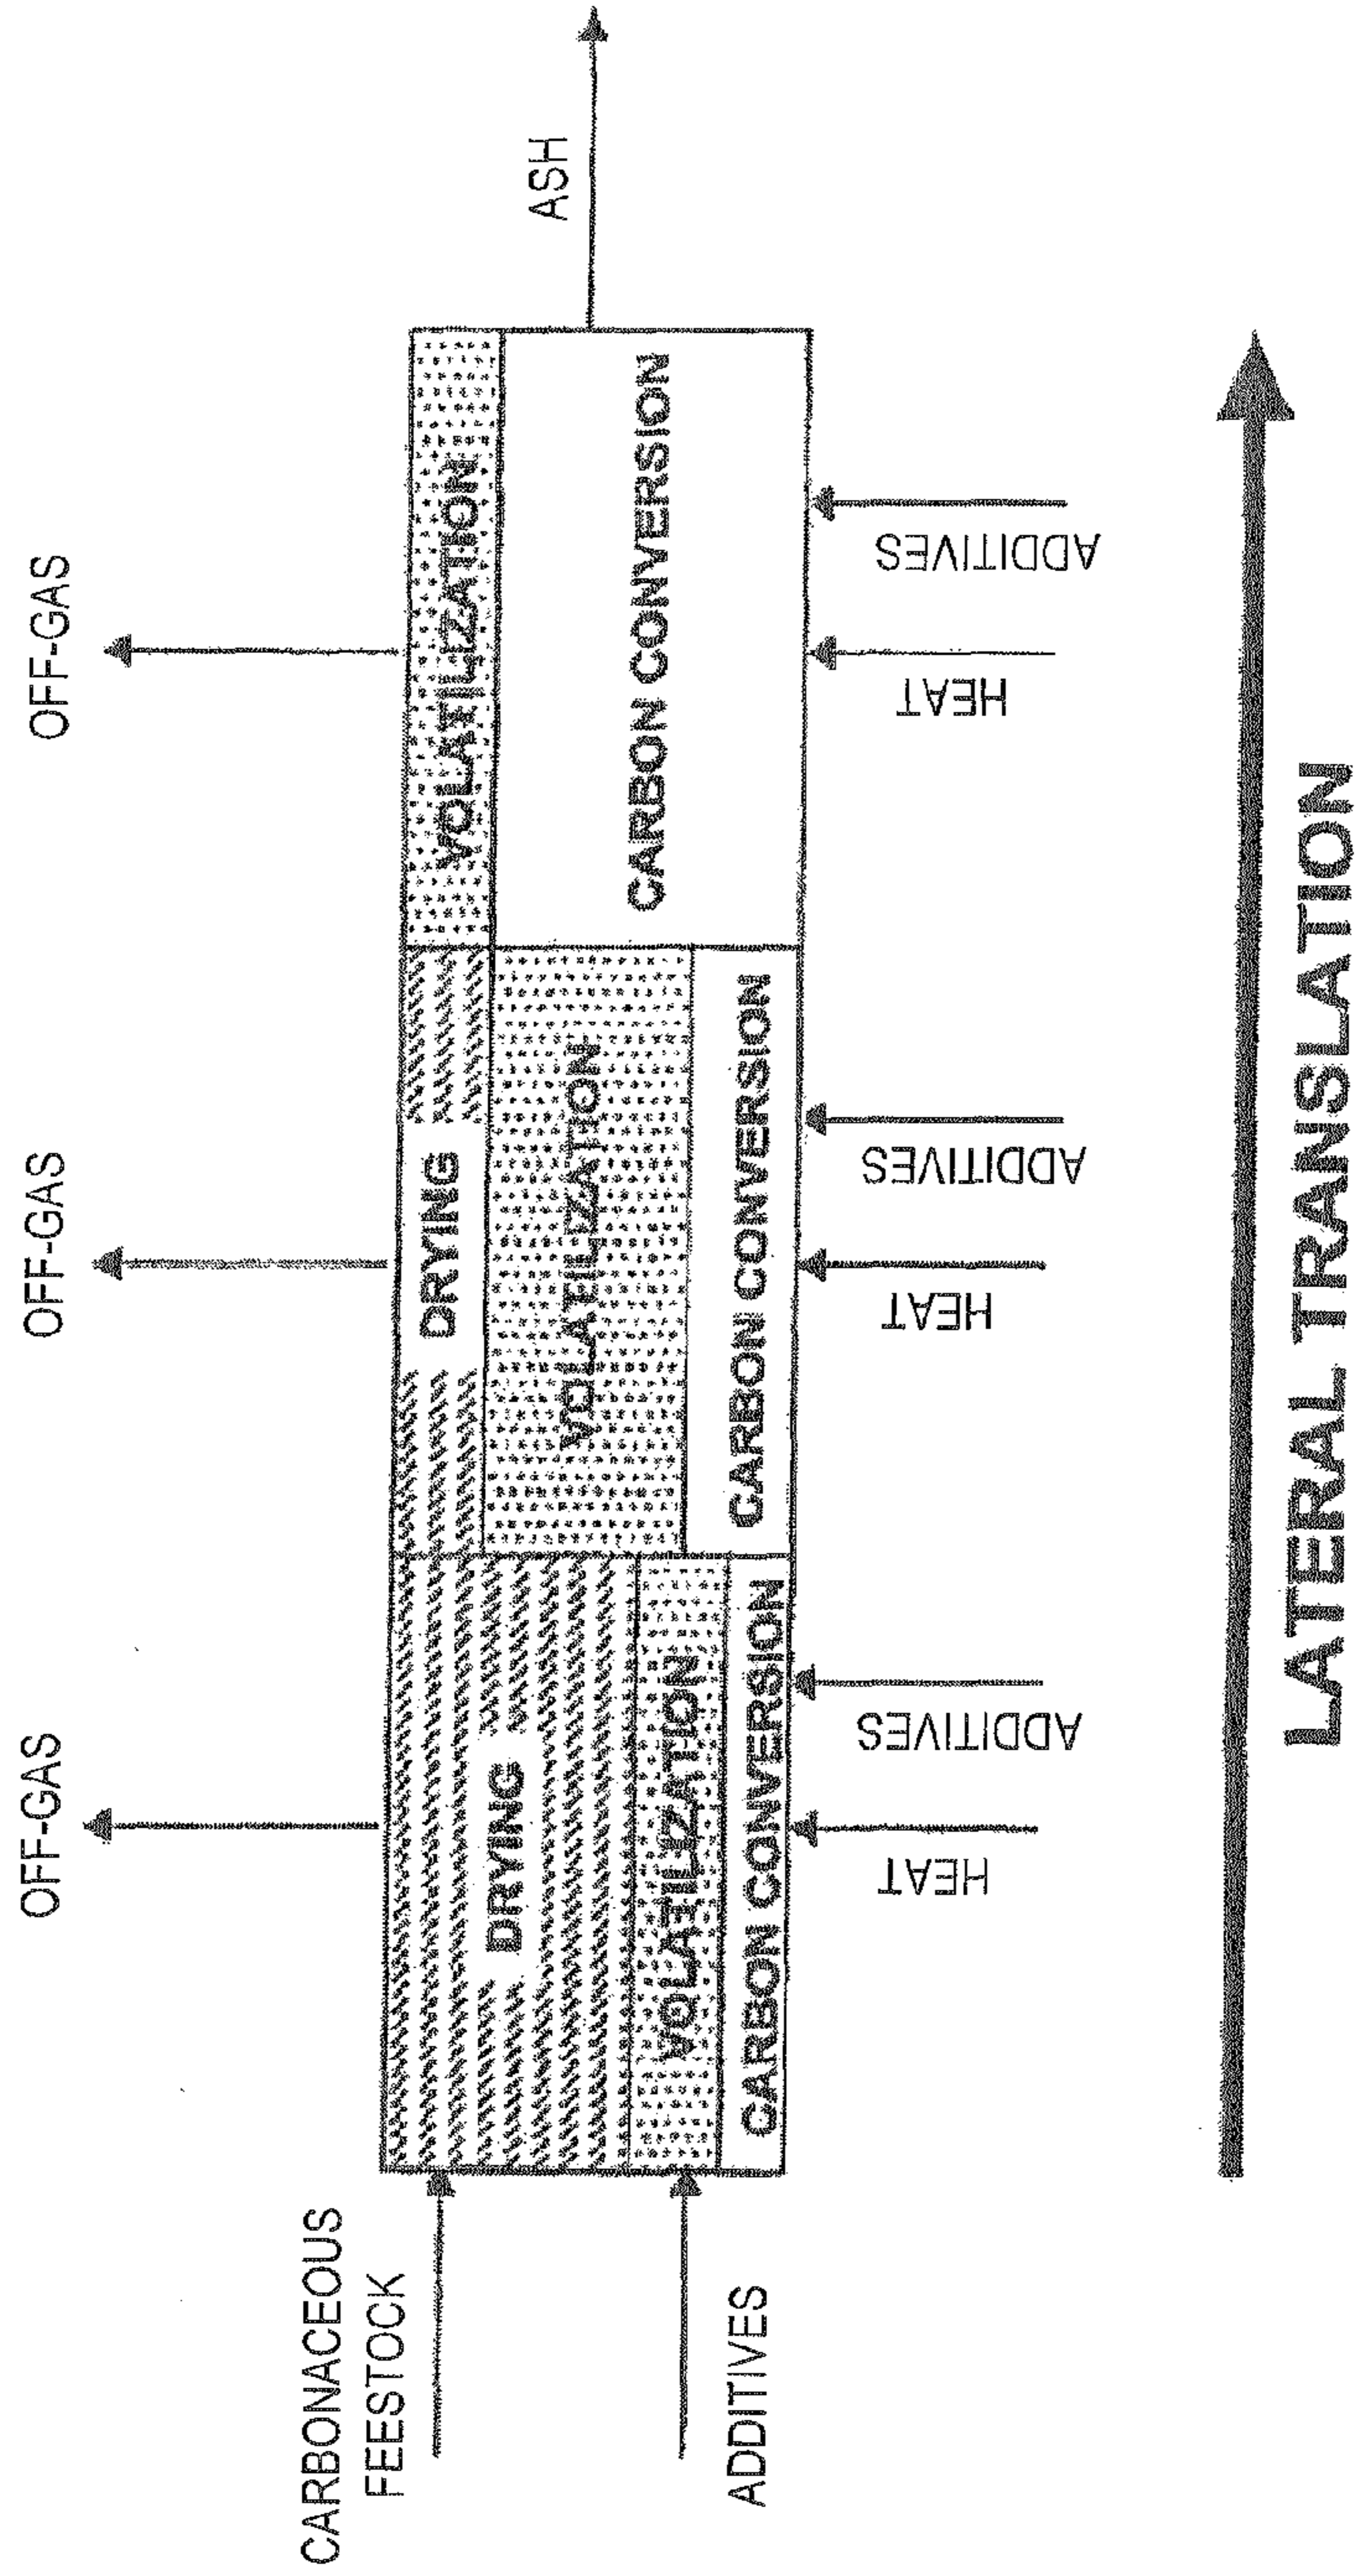 OFF-GAS
OFF-GAS
OFF-GAS
CARBONACEOUS
FEESTOCK
ADDITIVES
DRYING
VOLATILIZATION
CARBON CONVERSION
DRYING
VOLATILIZATION
CARBON CONVERSION
VOLATILIZATION
CARBON CONVERSION
ASH
HEAT
ADDITIVES
HEAT
ADDITIVES
HEAT
ADDITIVES
LATERAL TRANSLATION